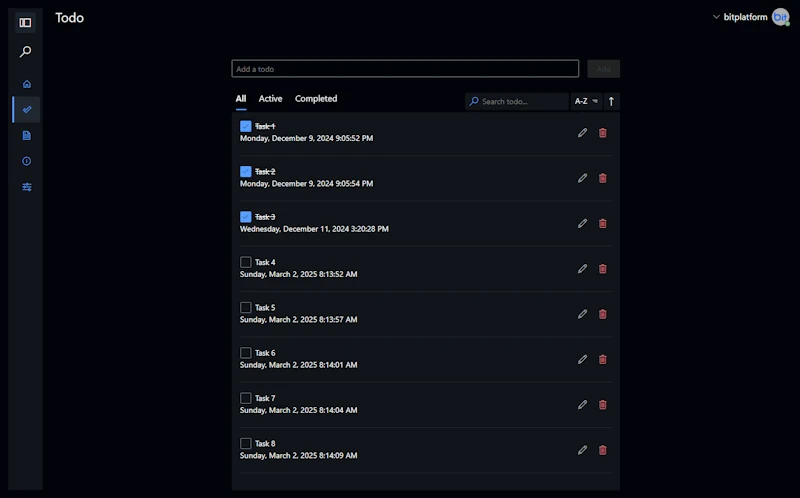 Todo
bitplatform
bit
Add a todo
Add
All Active Completed
Search todo...
A-Z
Task 1
Monday, December 9, 2024 9:05:52 PM
Task 2
Monday, December 9, 2024 9:05:54 PM
Task 3
Wednesday, December 11, 2024 3:20:28 PM
Task 4
Sunday, March 2, 2025 8:13:52 AM
Task 5
Sunday, March 2, 2025 8:13:57 AM
Task 6
Sunday, March 2, 2025 8:14:01 AM
Task 7
Sunday, March 2, 2025 8:14:04 AM
Task 8
Sunday, March 2, 2025 8:14:09 AM